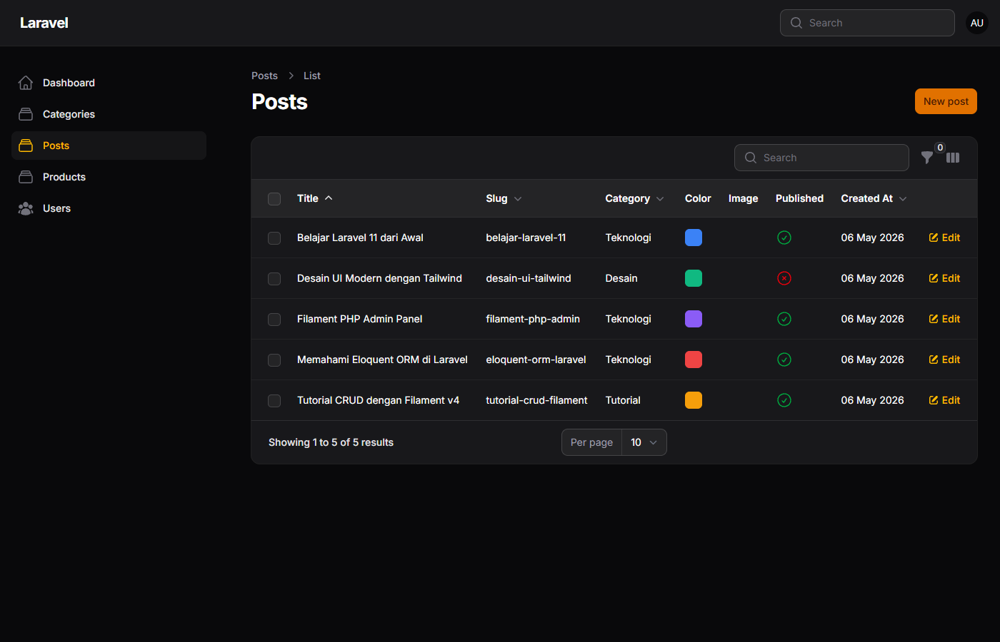 Laravel
Search
AU
Dashboard
Categories
Posts
Products
Users
Posts > List
Posts
New post
Search
0
Title Slug Category Color Image Published Created At
Belajar Laravel 11 dari Awal belajar-laravel-11 Teknologi 06 May 2026 Edit
Desain UI Modern dengan Tailwind desain-ui-tailwind Desain 06 May 2026 Edit
Filament PHP Admin Panel filament-php-admin Teknologi 06 May 2026 Edit
Memahami Eloquent ORM di Laravel eloquent-orm-laravel Teknologi 06 May 2026 Edit
Tutorial CRUD dengan Filament v4 tutorial-crud-filament Tutorial 06 May 2026 Edit
Showing 1 to 5 of 5 results
Per page 10